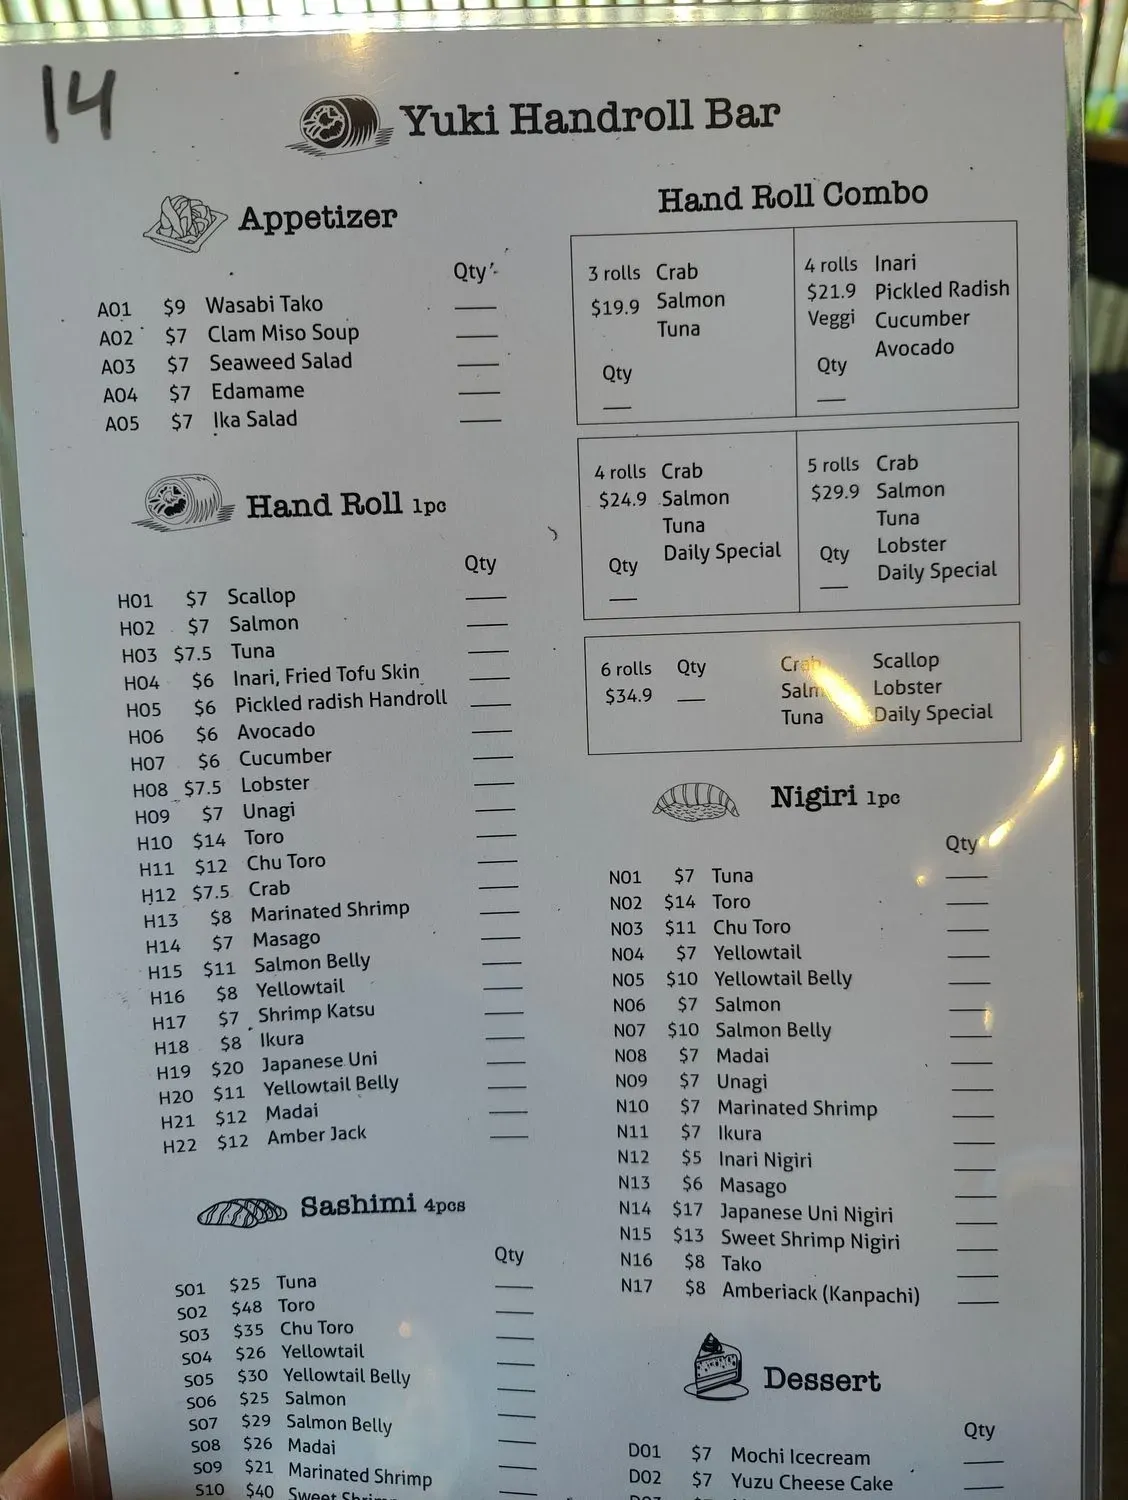 14
Yuki Handroll Bar
Appetizer
Qty
A01 $9 Wasabi Tako
A02 $7 Clam Miso Soup
A03 $7 Seaweed Salad
A04 $7 Edamame
A05 $7 Ika Salad
Hand Roll 1pc
Qty
H01 $7 Scallop
H02 $7 Salmon
H03 $7.5 Tuna
H04 $6 Inari, Fried Tofu Skin
H05 $6 Pickled radish Handroll
H06 $6 Avocado
H07 $6 Cucumber
H08 $7.5 Lobster
H09 $7 Unagi
H10 $14 Toro
H11 $12 Chu Toro
H12 $7.5 Crab
H13 $8 Marinated Shrimp
H14 $7 Masago
H15 $11 Salmon Belly
H16 $8 Yellowtail
H17 $7 Shrimp Katsu
H18 $8 Ikura
H19 $20 Japanese Uni
H20 $11 Yellowtail Belly
H21 $12 Madai
H22 $12 Amber Jack
Sashimi 4pcs
Qty
S01 $25 Tuna
S02 $48 Toro
S03 $35 Chu Toro
S04 $26 Yellowtail
S05 $30 Yellowtail Belly
S06 $25 Salmon
S07 $29 Salmon Belly
S08 $26 Madai
S09 $21 Marinated Shrimp
S10 $40 Sweet Shrimp
Hand Roll Combo
3 rolls Crab
$19.9 Salmon
Tuna
Qty
4 rolls Inari
$21.9 Pickled Radish
Veggi Cucumber
Avocado
Qty
4 rolls Crab
$24.9 Salmon
Tuna
Daily Special
Qty
5 rolls Crab
$29.9 Salmon
Tuna
Lobster
Daily Special
Qty
6 rolls Qty Crab Scallop
$34.9 Salm Lobster
Tuna Daily Special
Nigiri 1pc
Qty
N01 $7 Tuna
N02 $14 Toro
N03 $11 Chu Toro
N04 $7 Yellowtail
N05 $10 Yellowtail Belly
N06 $7 Salmon
N07 $10 Salmon Belly
N08 $7 Madai
N09 $7 Unagi
N10 $7 Marinated Shrimp
N11 $7 Ikura
N12 $5 Inari Nigiri
N13 $6 Masago
N14 $17 Japanese Uni Nigiri
N15 $13 Sweet Shrimp Nigiri
N16 $8 Tako
N17 $8 Amberjack (Kanpachi)
Dessert
Qty
D01 $7 Mochi Icecream
D02 $7 Yuzu Cheese Cake